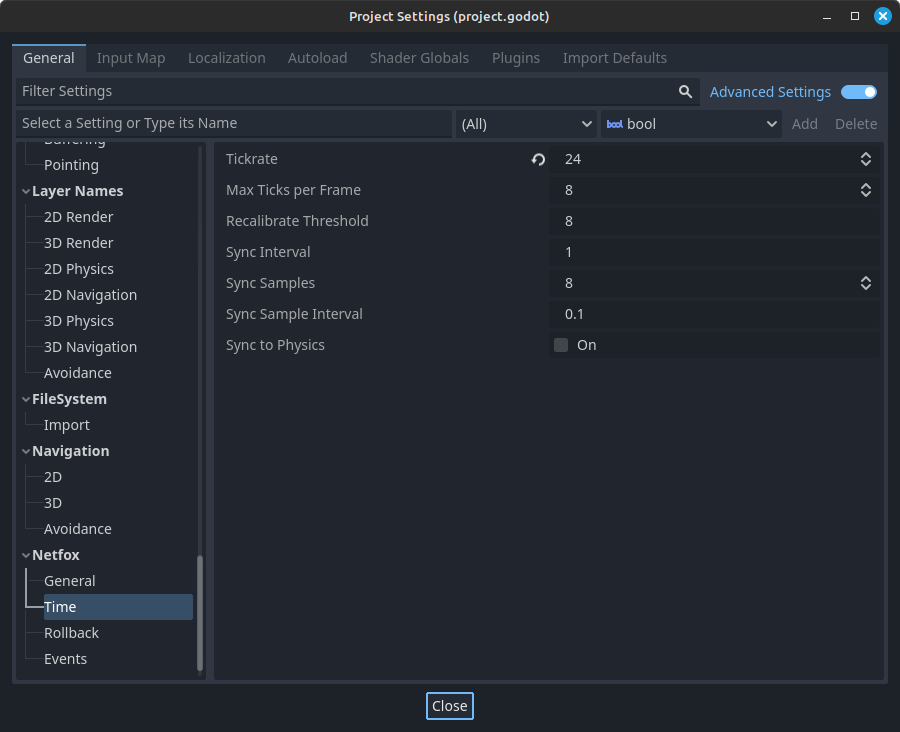 Project Settings (project.godot)
General Input Map Localization Autoload Shader Globals Plugins Import Defaults
Filter Settings Advanced Settings
Select a Setting or Type its Name (All) bool bool Add Delete
Buffering
Pointing
Layer Names
2D Render
3D Render
2D Physics
2D Navigation
3D Physics
3D Navigation
Avoidance
FileSystem
Import
Navigation
2D
3D
Avoidance
Netfox
General
Time
Rollback
Events
Tickrate 24
Max Ticks per Frame 8
Recalibrate Threshold 8
Sync Interval 1
Sync Samples 8
Sync Sample Interval 0.1
Sync to Physics On
Close